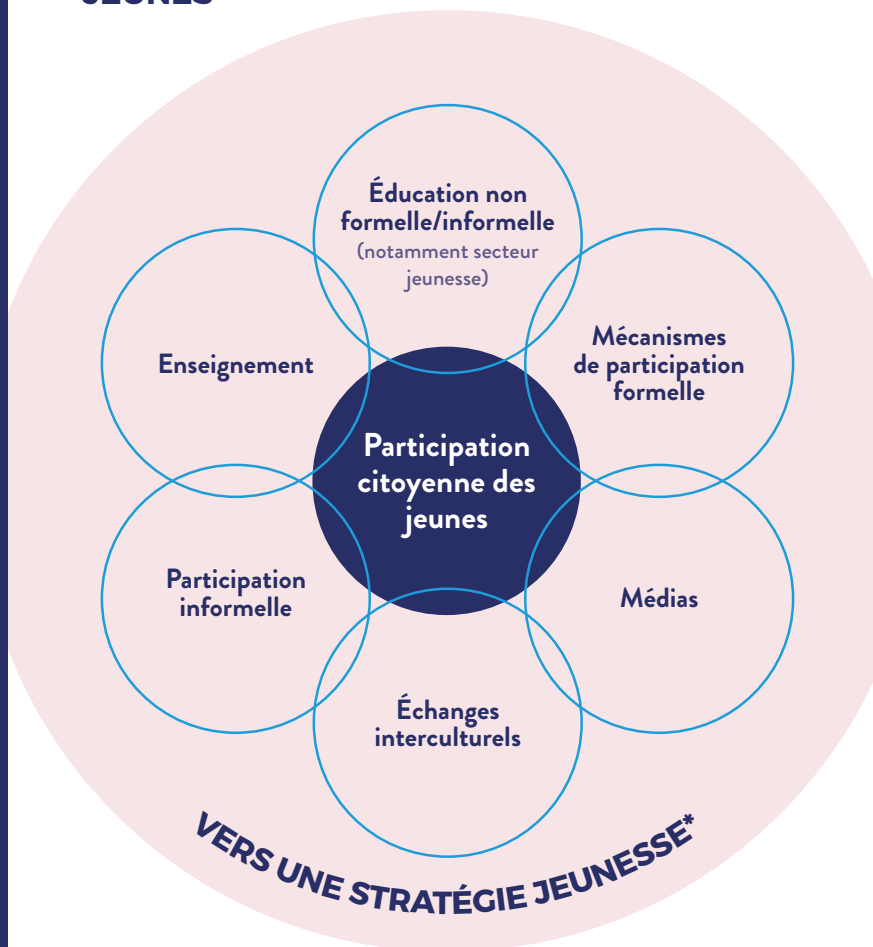 JEUNES
Éducation non
formelle/informelle
(notamment secteur
jeunesse)
Mécanismes
de participation
formelle
Enseignement
Participation
citoyenne des
jeunes
Participation
informelle
Médias
Échanges
interculturels
VERS UNE STRATÉGIE JEUNESSE*